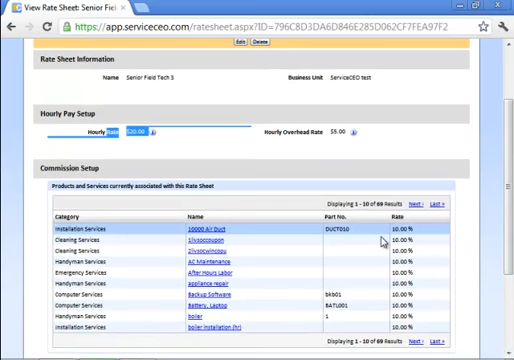 View Rate Sheet: Senior Fiel
https://app.serviceceo.com/ratesheet.aspx?ID=796C8D3DA6D846E285D062CF7FEA97F2
Edit Delete
Rate Sheet Information
Name Senior Field Tech 3 Business Unit ServiceCEO test
Hourly Pay Setup
Hourly Rate $20.00 Hourly Overhead Rate $5.00
Commission Setup
Products and Services currently associated with this Rate Sheet
Displaying 1 - 10 of 69 Results Next › Last »
Category Name Part No. Rate
Installation Services 10000 Air Duct DUCT010 10.00 %
Cleaning Services 1livsoccoupon 10.00 %
Cleaning Services 2livsocwincopy 10.00 %
Handyman Services AC Maintenance 10.00 %
Emergency Services After Hours Labor 10.00 %
Handyman Services appliance repair 10.00 %
Computer Services Backup Software bkb01 10.00 %
Computer Services Battery, Laptop BATL001 10.00 %
Handyman Services boiler 1 10.00 %
Installation Services boiler installation (hr) 10.00 %
Displaying 1 - 10 of 69 Results Next › Last »